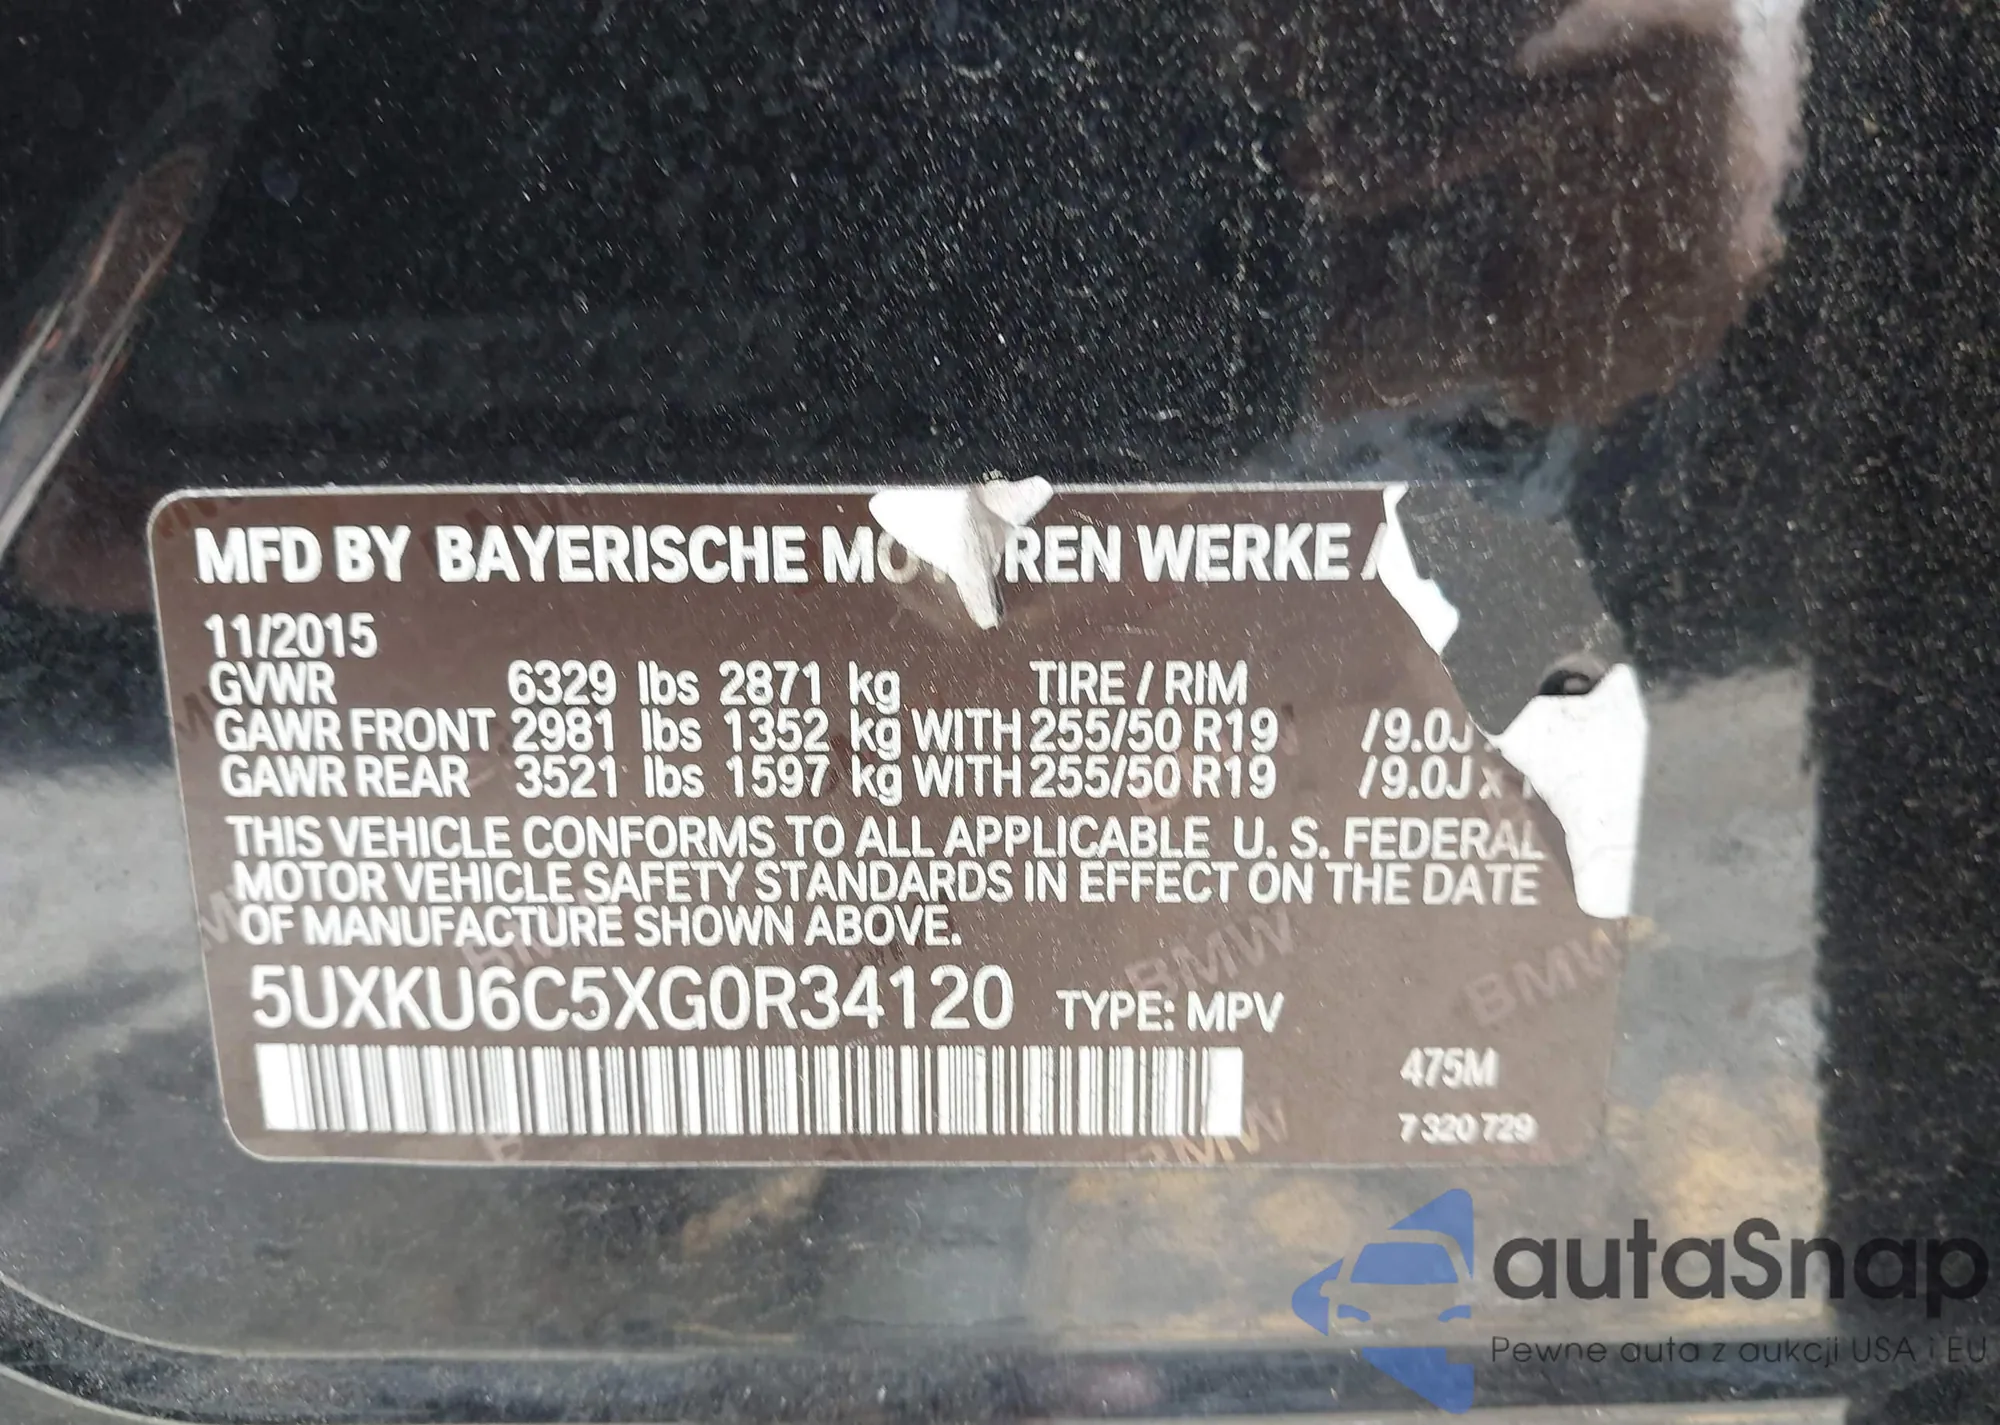 MFD BY BAYERISCHE MOTOREN WERKE A
11/2015
GVWR 6329 lbs 2871 kg TIRE / RIM
GAWR FRONT 2981 lbs 1352 kg WITH 255/50 R19 /9.0J
GAWR REAR 3521 lbs 1597 kg WITH 255/50 R19 /9.0J x
THIS VEHICLE CONFORMS TO ALL APPLICABLE U. S. FEDERAL
MOTOR VEHICLE SAFETY STANDARDS IN EFFECT ON THE DATE
OF MANUFACTURE SHOWN ABOVE.
5UXKU6C5XG0R34120 TYPE: MPV
475M
7 320 729
BMW
autaSnap
Pewne auta z aukcji USA i EU